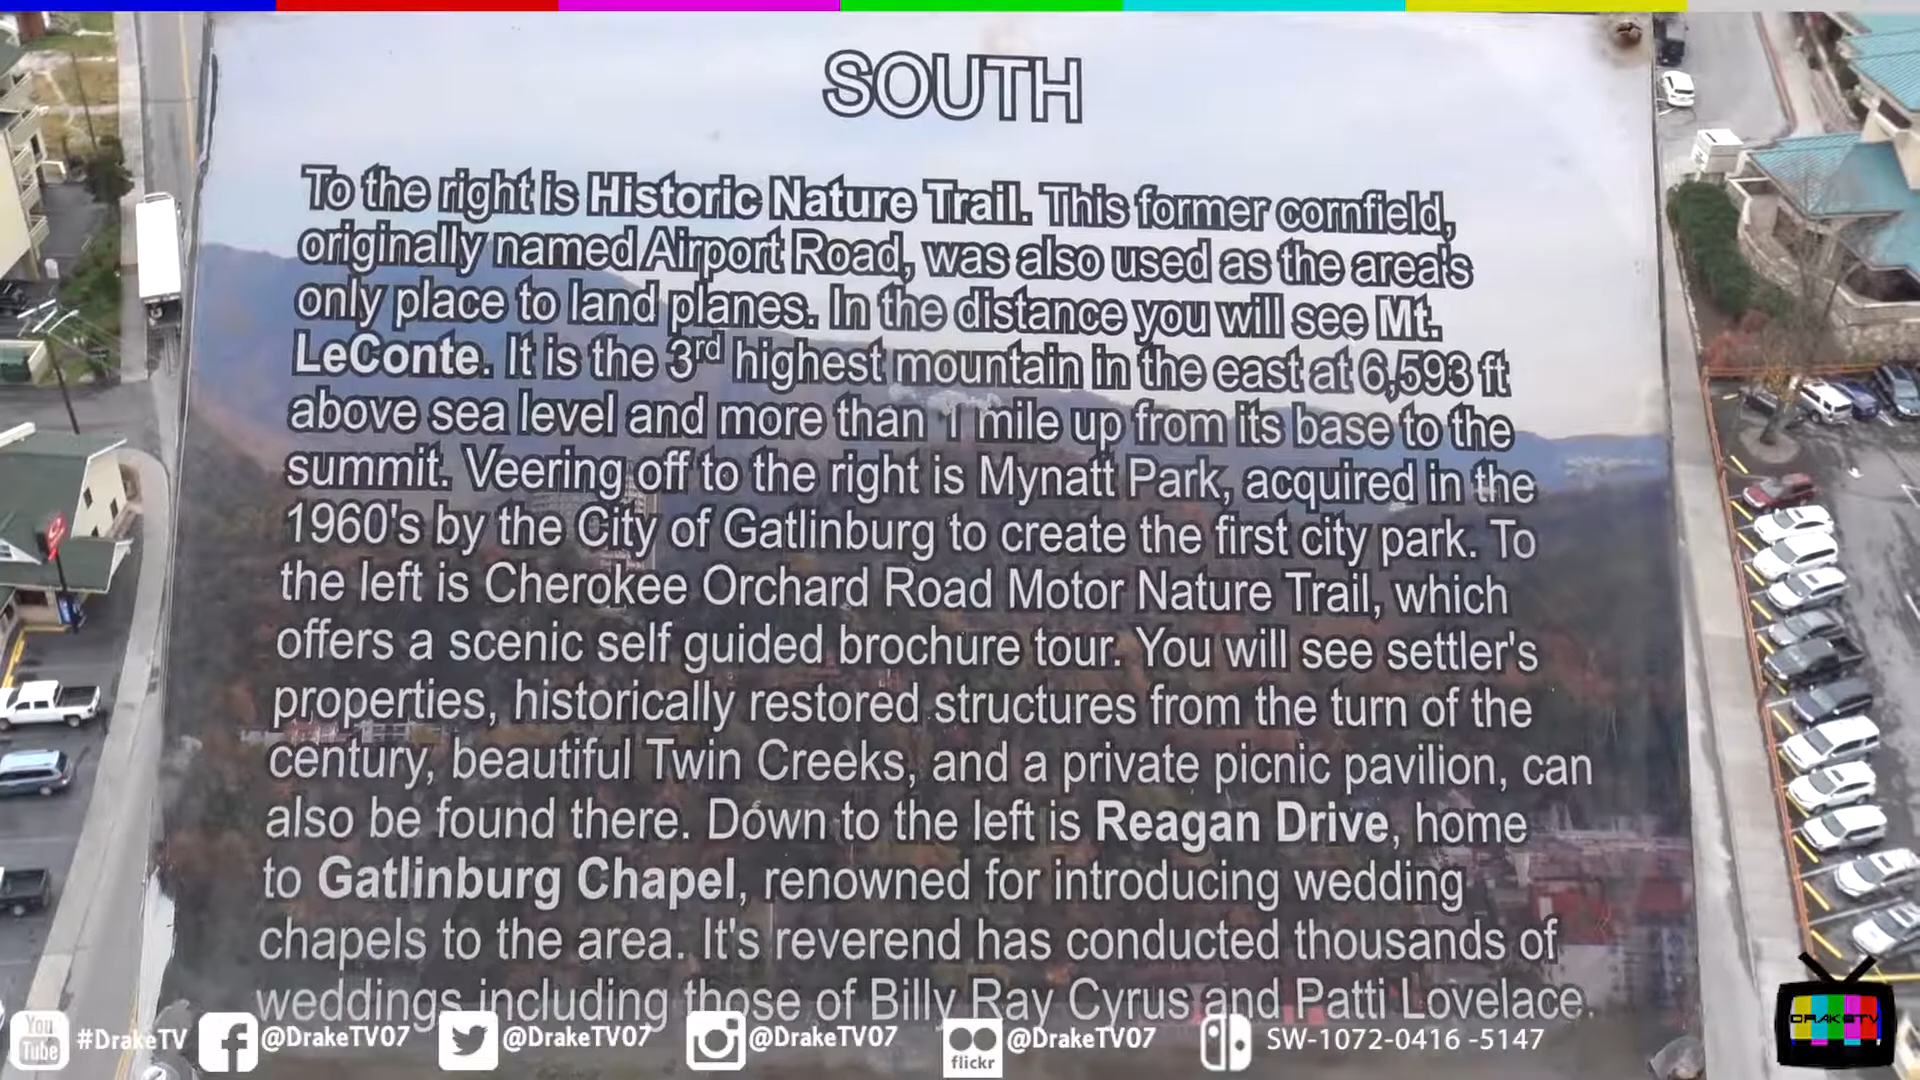 SOUTH
To the right is Historic Nature Trail. This former cornfield,
originally named Airport Road, was also used as the area's
only place to land planes. In the distance you will see Mt.
LeConte. It is the 3rd highest mountain in the east at 6,593 ft
above sea level and more than 1 mile up from its base to the
summit. Veering off to the right is Mynatt Park, acquired in the
1960's by the City of Gatlinburg to create the first city park. To
the left is Cherokee Orchard Road Motor Nature Trail, which
offers a scenic self guided brochure tour. You will see settler's
properties, historically restored structures from the turn of the
century, beautiful Twin Creeks, and a private picnic pavilion, can
also be found there. Down to the left is Reagan Drive, home
to Gatlinburg Chapel, renowned for introducing wedding
chapels to the area. It's reverend has conducted thousands of
weddings including those of Billy Ray Cyrus and Patti Lovelace.
You Tube #DrakeTV @DrakeTV07 @DrakeTV07 @DrakeTV07 flickr @DrakeTV07 SW-1072-0416 -5147
DRAKETV